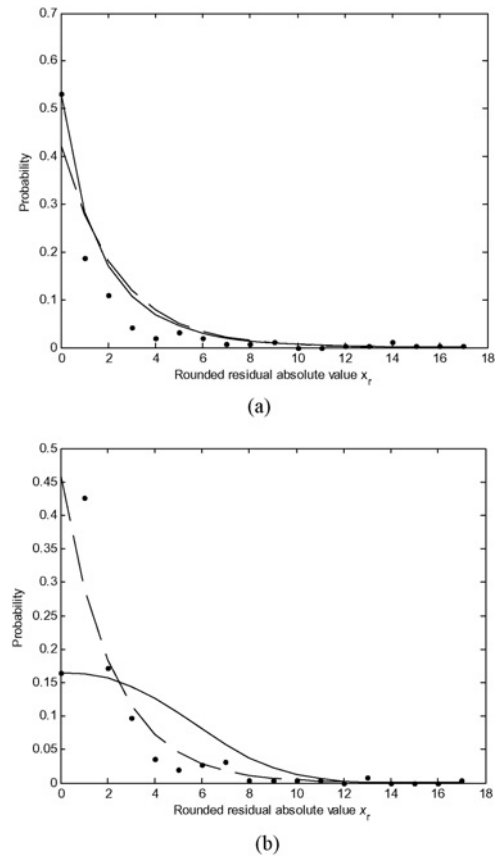 0.7
0.6
0.5
0.4
0.3
0.2
0.1
0
Probability
0 2 4 6 8 10 12 14 16 18
Rounded residual absolute value x_r
(a)
0.5
0.45
0.4
0.35
0.3
0.25
0.2
0.15
0.1
0.05
0
Probability
0 2 4 6 8 10 12 14 16 18
Rounded residual absolute value x_r
(b)